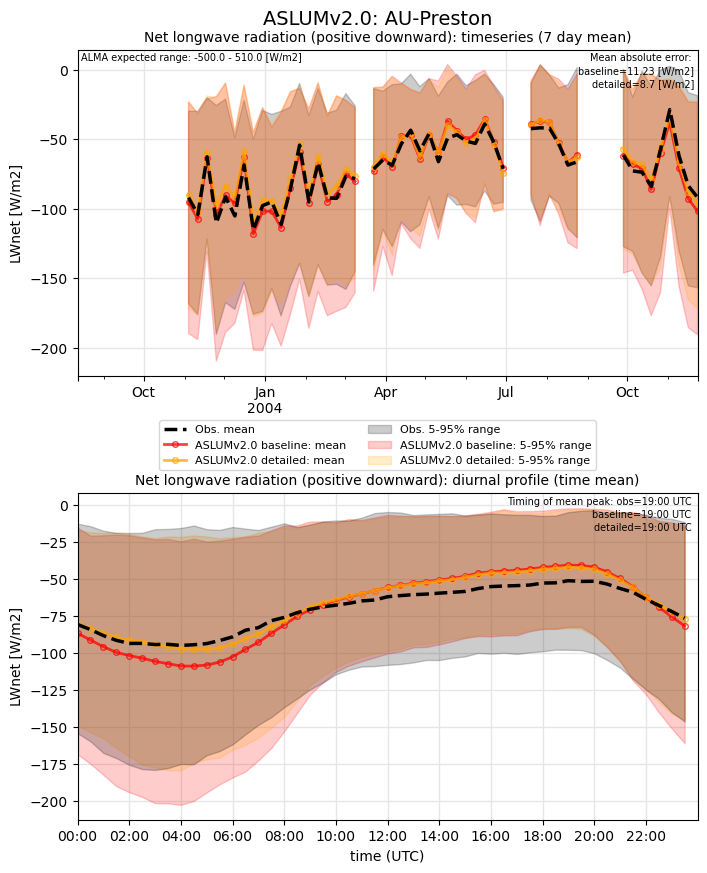 ASLUMv2.0: AU-Preston
Net longwave radiation (positive downward): timeseries (7 day mean)
ALMA expected range: -500.0 - 510.0 [W/m2]
Mean absolute error:
baseline=11.23 [W/m2]
detailed=8.7 [W/m2]
LWnet [W/m2]
0
−50
−100
−150
−200
Oct
Jan
2004
Apr
Jul
Oct
Obs. mean
ASLUMv2.0 baseline: mean
ASLUMv2.0 detailed: mean
Obs. 5-95% range
ASLUMv2.0 baseline: 5-95% range
ASLUMv2.0 detailed: 5-95% range
Net longwave radiation (positive downward): diurnal profile (time mean)
Timing of mean peak: obs=19:00 UTC
baseline=19:00 UTC
detailed=19:00 UTC
LWnet [W/m2]
0
−25
−50
−75
−100
−125
−150
−175
−200
00:00
02:00
04:00
06:00
08:00
10:00
12:00
14:00
16:00
18:00
20:00
22:00
time (UTC)